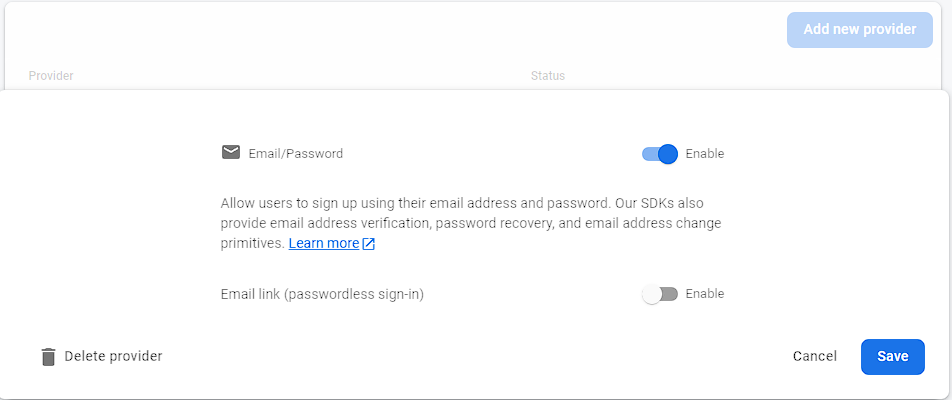 Add new provider
Provider Status
Email/Password Enable
Allow users to sign up using their email address and password. Our SDKs also
provide email address verification, password recovery, and email address change
primitives. Learn more
Email link (passwordless sign-in) Enable
Delete provider Cancel Save